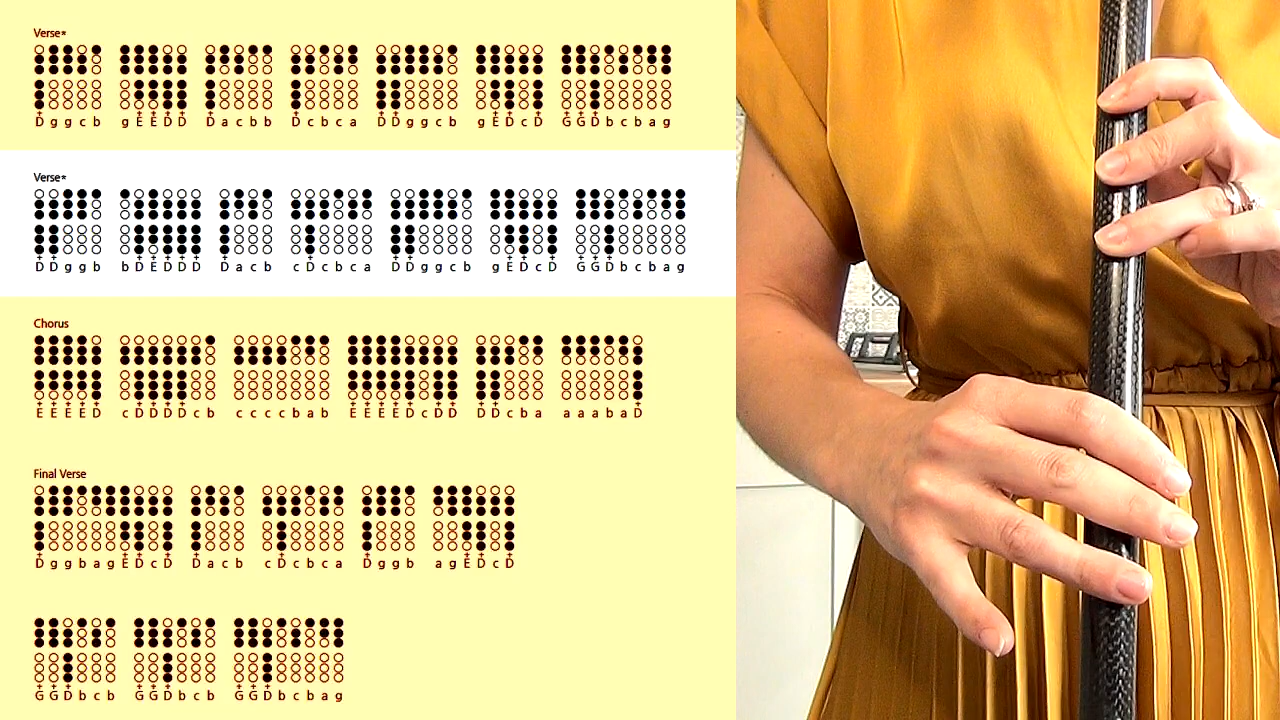 Verse*
D g g c b g E E D D D a c b b D c b c a D D g g c b g E D c D G G D b c b a g
Verse*
D D g g b b D E D D D D a c b c D c b c a D D g g c b g E D c D G G D b c b a g
Chorus
E E E E D c D D D D c b c c c c b a b E E E E D c D D D D c b a a a a b a D
Final Verse
D g g b a g E D c D D a c b c D c b c a D g g b a g E D c D
G G D b c b G G D b c b G G D b c b a g